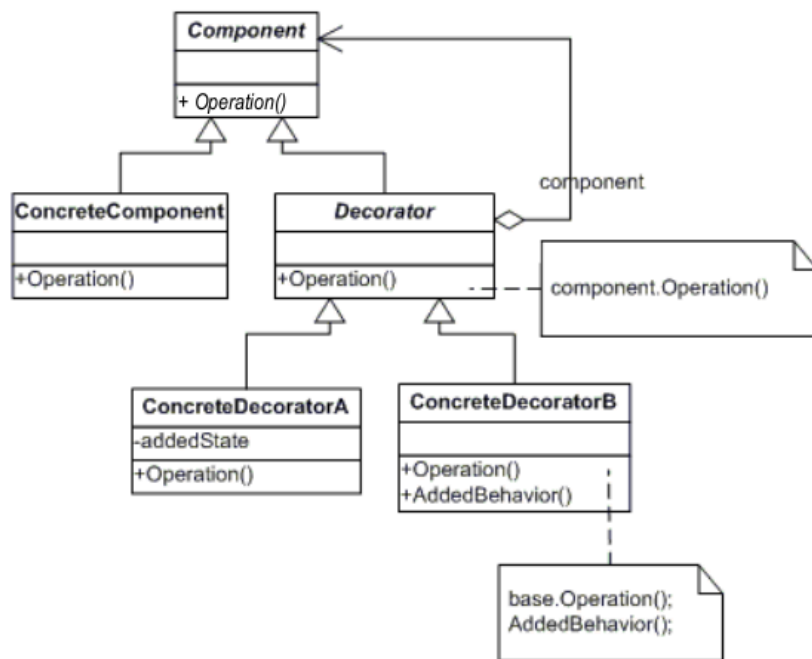 Component
+ Operation()
component
ConcreteComponent
+Operation()
Decorator
+Operation()
component.Operation()
ConcreteDecoratorA
-addedState
+Operation()
ConcreteDecoratorB
+Operation()
+AddedBehavior()
base.Operation();
AddedBehavior();